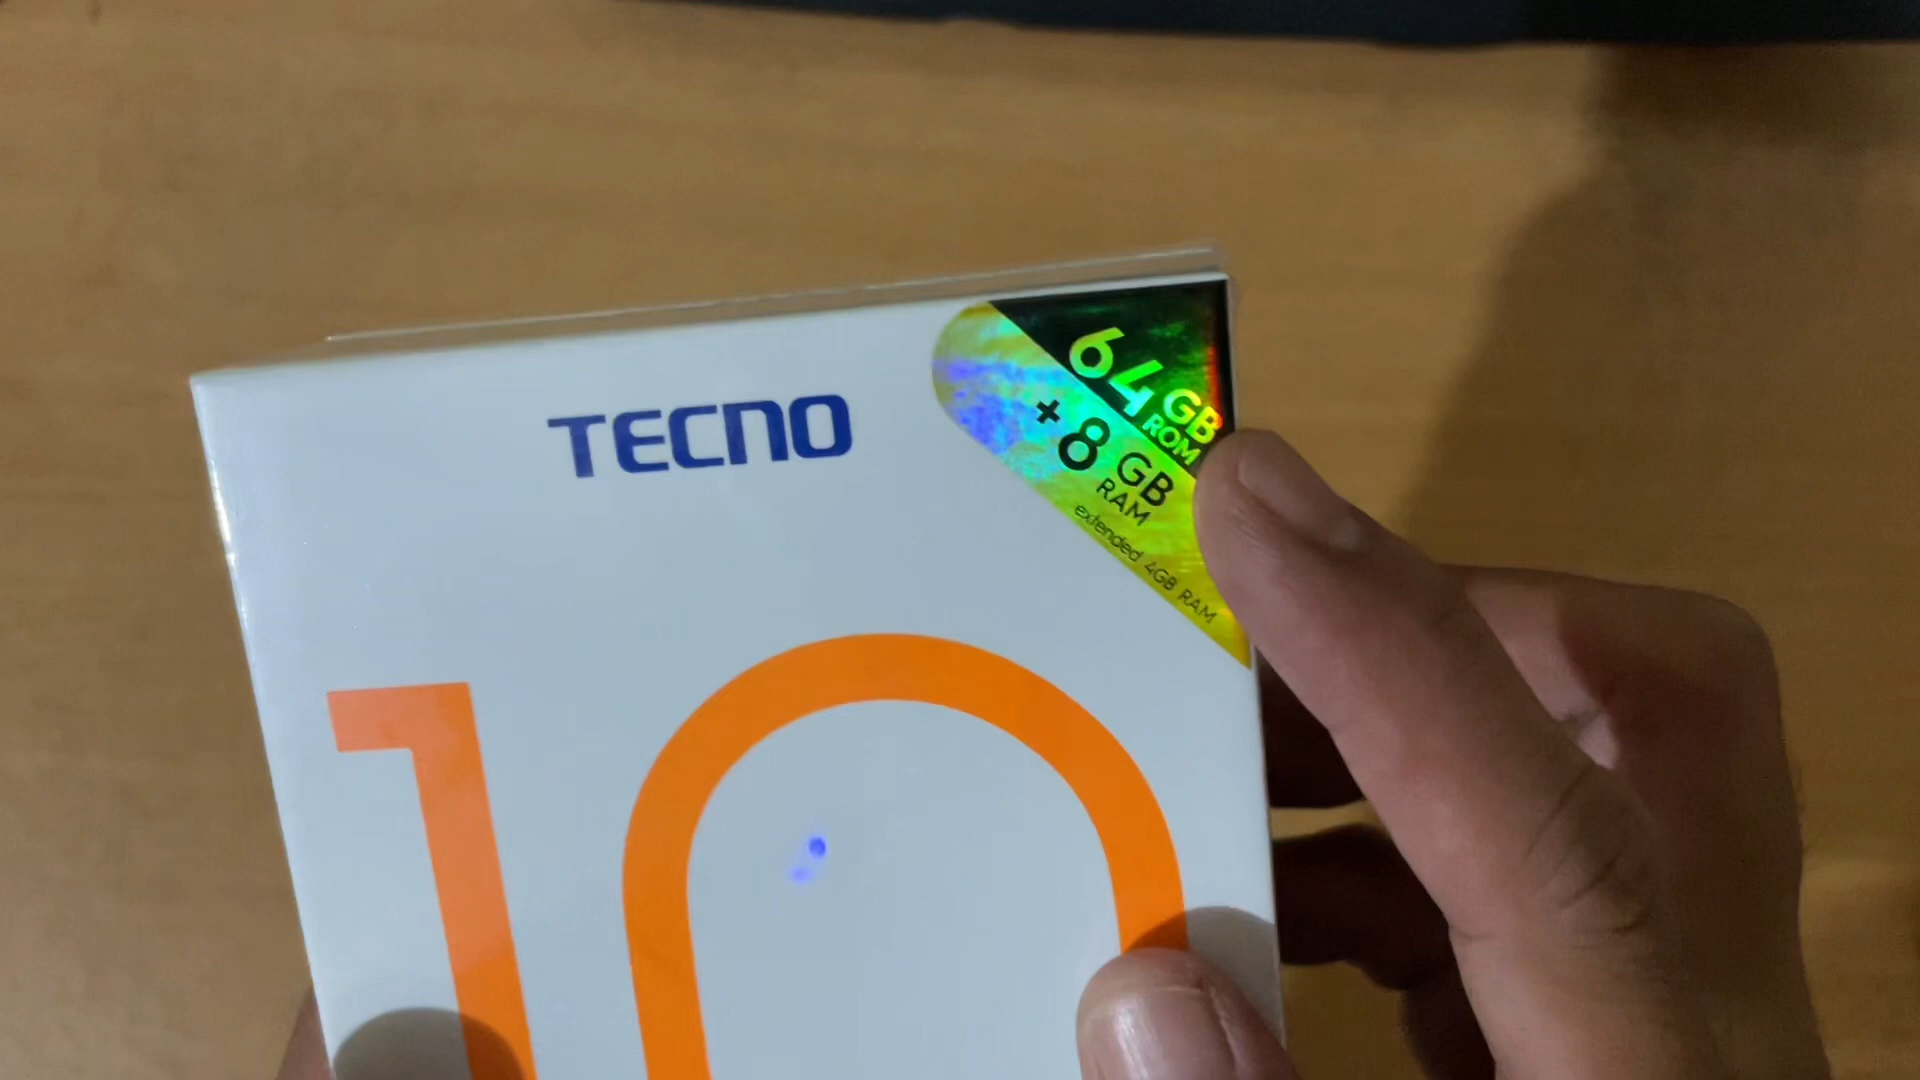 TECNO
64 GB ROM
+ 8 GB RAM
extended 4GB RAM
10